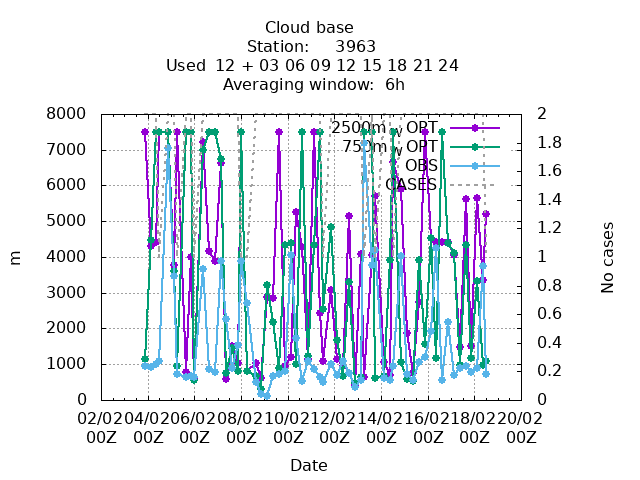 Cloud base
Station: 3963
Used 12 + 03 06 09 12 15 18 21 24
Averaging window: 6h
8000
7000
6000
5000
4000
3000
2000
1000
0
2
1.8
1.6
1.4
1.2
1
0.8
0.6
0.4
0.2
0
m
No cases
2500m_w OPT
750m_w OPT
OBS
CASES
02/02 04/02 06/02 08/02 10/02 12/02 14/02 16/02 18/02 20/02
00Z 00Z 00Z 00Z 00Z 00Z 00Z 00Z 00Z 00Z
Date